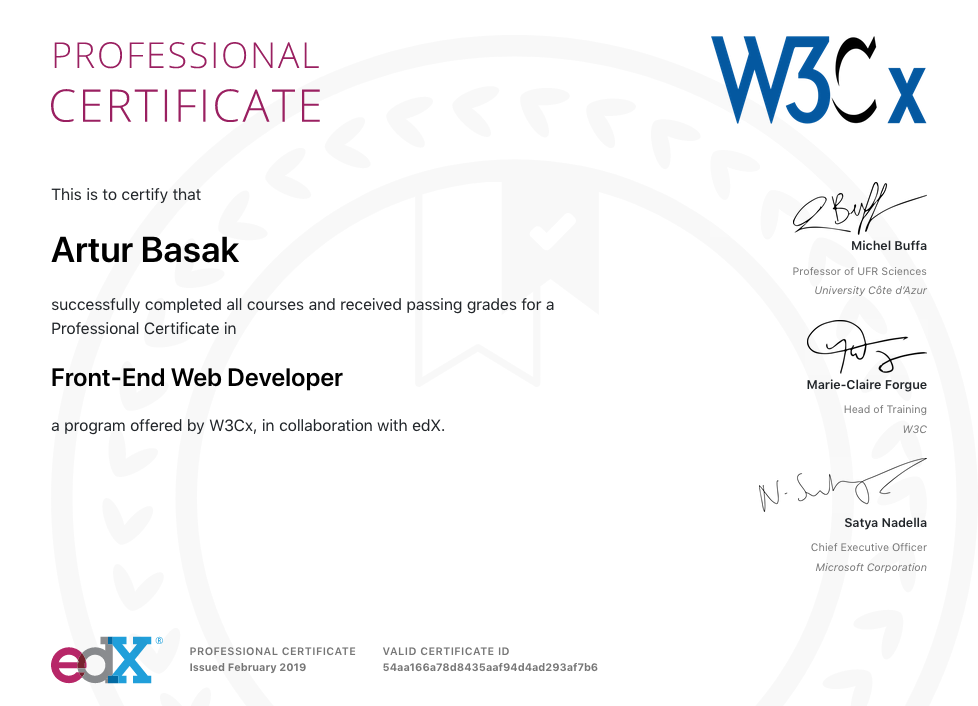 PROFESSIONAL
CERTIFICATE
W3Cx
This is to certify that
Artur Basak
successfully completed all courses and received passing grades for a
Professional Certificate in
Front-End Web Developer
a program offered by W3Cx, in collaboration with edX.
Michel Buffa
Professor of UFR Sciences
University Côte d'Azur
Marie-Claire Forgue
Head of Training
W3C
Satya Nadella
Chief Executive Officer
Microsoft Corporation
edX®
PROFESSIONAL CERTIFICATE
Issued February 2019
VALID CERTIFICATE ID
54aa166a78d8435aaf94d4ad293af7b6